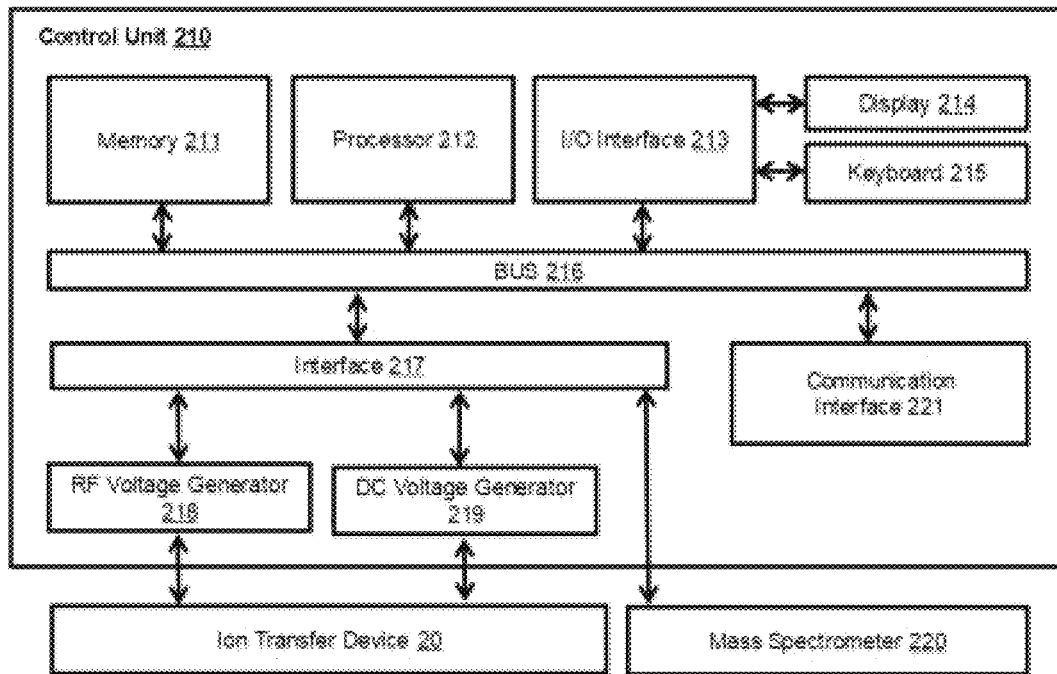 Control Unit 210
Memory 211
Processor 212
I/O Interface 213
Display 214
Keyboard 215
BUS 216
Interface 217
Communication
Interface 221
RF Voltage Generator
218
DC Voltage Generator
219
Ion Transfer Device 20
Mass Spectrometer 220